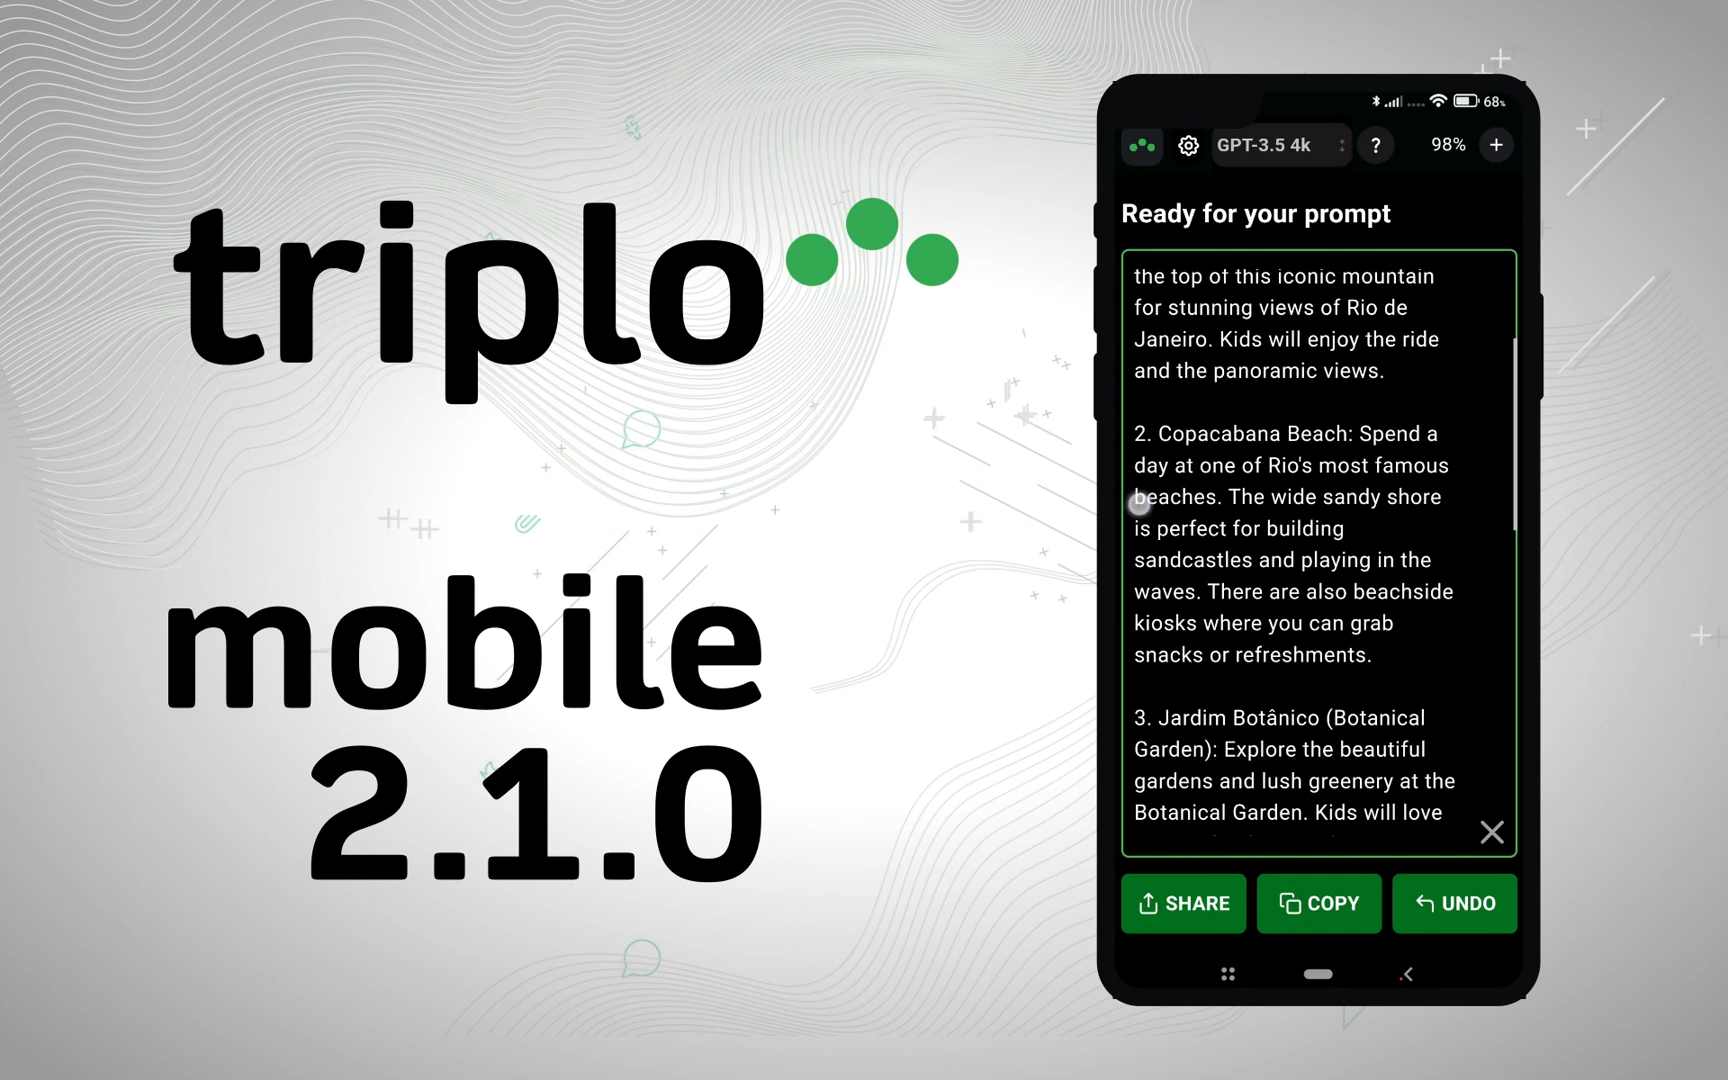 triplo
mobile
2.1.0
68%
GPT-3.5 4k
?
98%
+
Ready for your prompt
the top of this iconic mountain
for stunning views of Rio de
Janeiro. Kids will enjoy the ride
and the panoramic views.
2. Copacabana Beach: Spend a
day at one of Rio's most famous
beaches. The wide sandy shore
is perfect for building
sandcastles and playing in the
waves. There are also beachside
kiosks where you can grab
snacks or refreshments.
3. Jardim Botânico (Botanical
Garden): Explore the beautiful
gardens and lush greenery at the
Botanical Garden. Kids will love
SHARE
COPY
UNDO